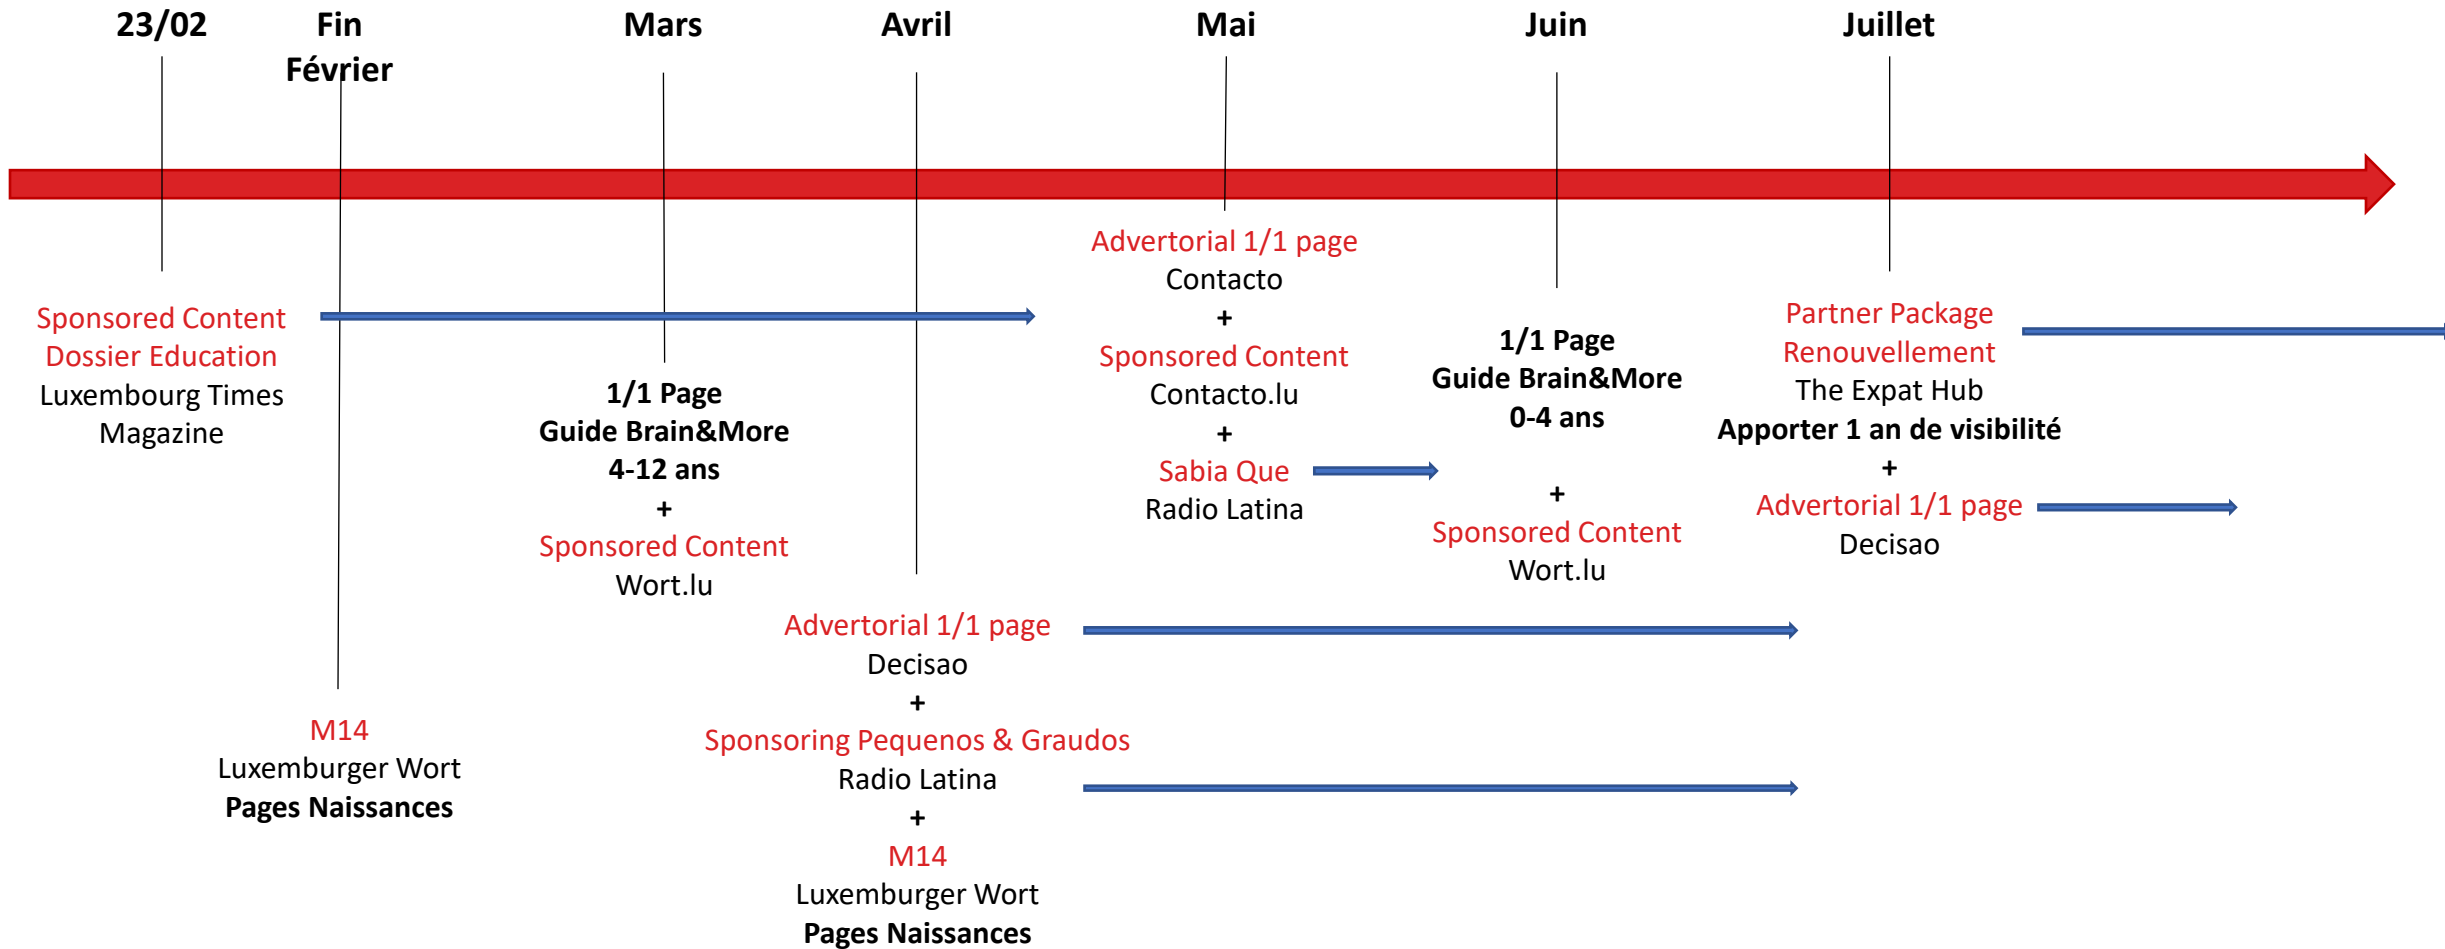 23/02
Fin
Février
Mars
Avril
Mai
Juin
Juillet
Sponsored Content
Dossier Education
Luxembourg Times
Magazine
M14
Luxemburger Wort
Pages Naissances
1/1 Page
Guide Brain&More
4-12 ans
+
Sponsored Content
Wort.lu
Advertorial 1/1 page
Decisao
+
Sponsoring Pequenos & Graudos
Radio Latina
+
M14
Luxemburger Wort
Pages Naissances
Advertorial 1/1 page
Contacto
+
Sponsored Content
Contacto.lu
+
Sabia Que
Radio Latina
1/1 Page
Guide Brain&More
0-4 ans
+
Sponsored Content
Wort.lu
Partner Package
Renouvellement
The Expat Hub
Apporter 1 an de visibilité
+
Advertorial 1/1 page
Decisao